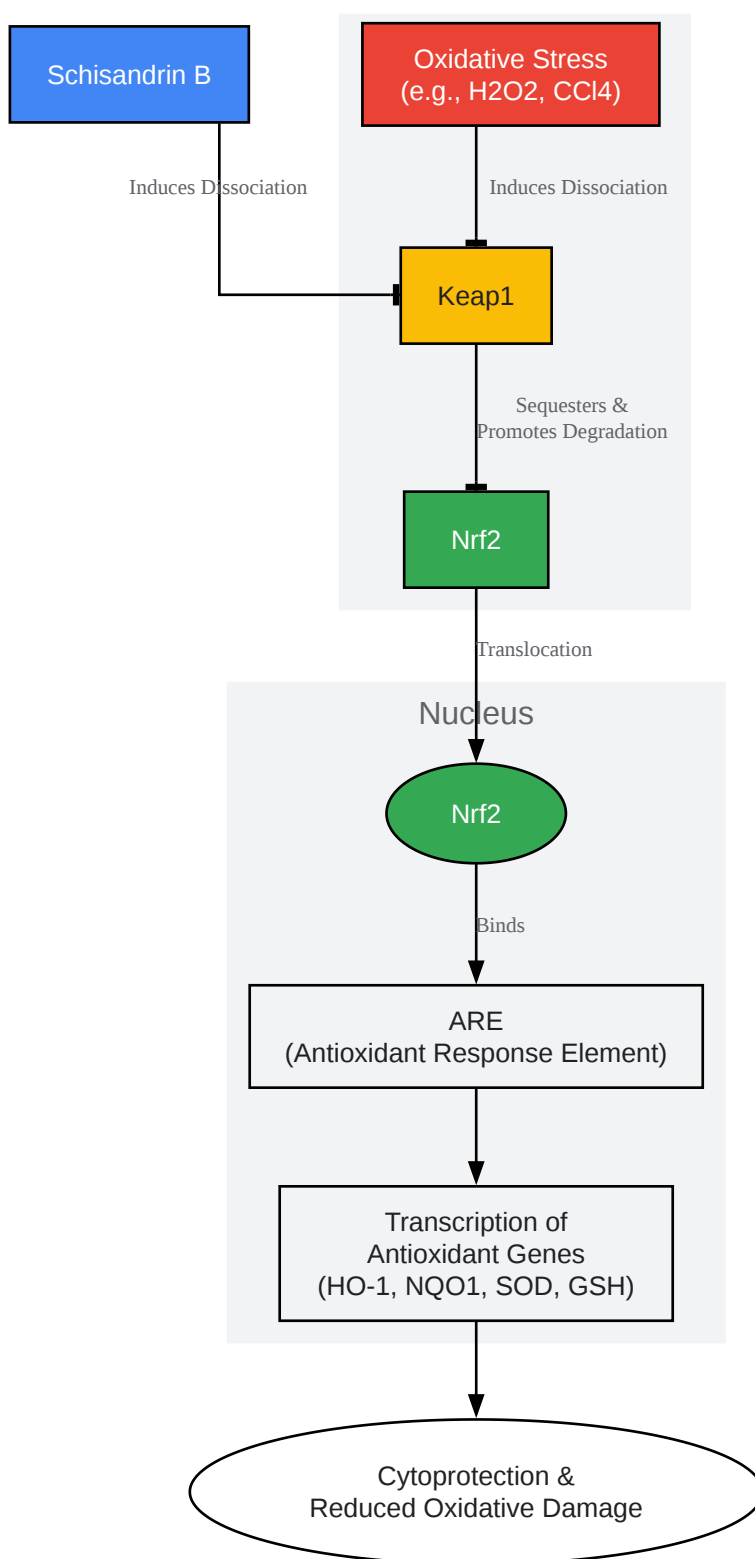 Schisandrin B
Oxidative Stress
(e.g., H2O2, CCl4)
Induces Dissociation
Induces Dissociation
Keap1
Sequesters &
Promotes Degradation
Nrf2
Translocation
Nucleus
Nrf2
Binds
ARE
(Antioxidant Response Element)
Transcription of
Antioxidant Genes
(HO-1, NQO1, SOD, GSH)
Cytoprotection &
Reduced Oxidative Damage